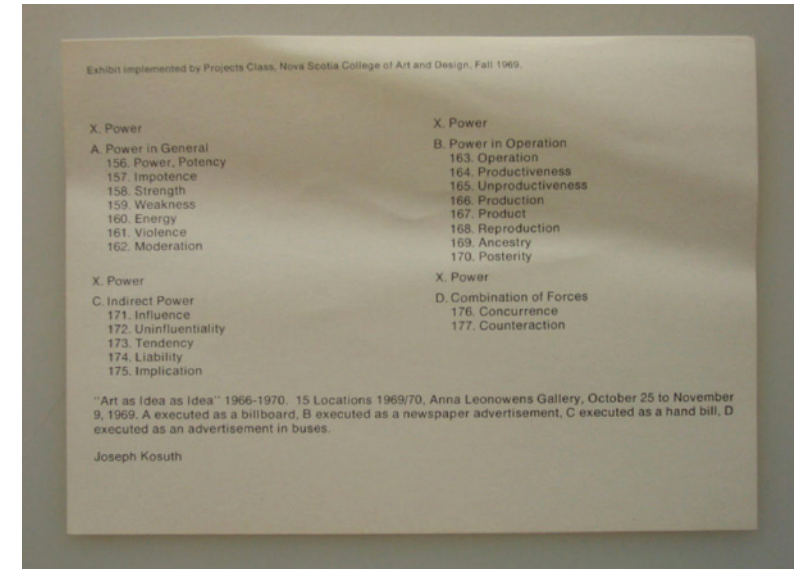 Exhibit implemented by Projects Class, Nova Scotia College of Art and Design, Fall 1969.
X. Power
A. Power in General
156. Power, Potency
157. Impotence
158. Strength
159. Weakness
160. Energy
161. Violence
162. Moderation
X. Power
B. Power in Operation
163. Operation
164. Productiveness
165. Unproductiveness
166. Production
167. Product
168. Reproduction
169. Ancestry
170. Posterity
X. Power
C. Indirect Power
171. Influence
172. Uninfluentiality
173. Tendency
174. Liability
175. Implication
X. Power
D. Combination of Forces
176. Concurrence
177. Counteraction
"Art as Idea as Idea" 1966-1970. 15 Locations 1969/70, Anna Leonowens Gallery, October 25 to November
9, 1969. A executed as a billboard, B executed as a newspaper advertisement, C executed as a hand bill, D
executed as an advertisement in buses.
Joseph Kosuth